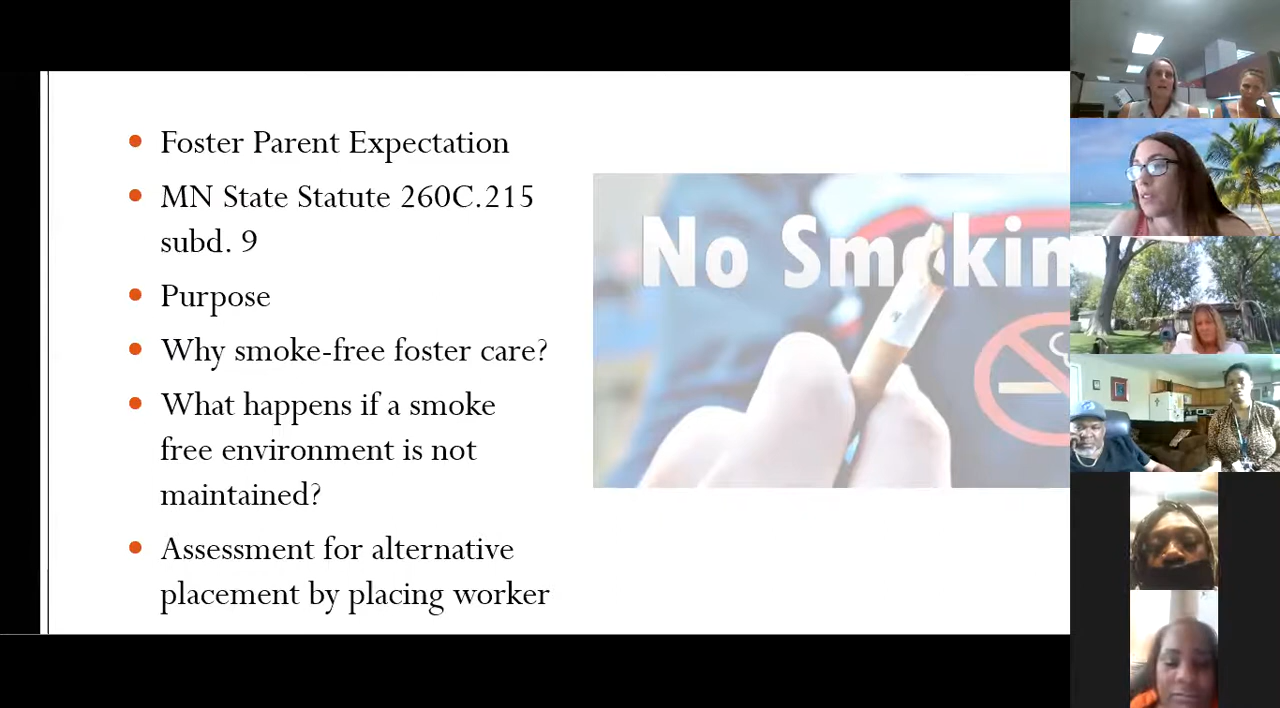 Foster Parent Expectation
MN State Statute 260C.215
subd. 9
Purpose
Why smoke-free foster care?
What happens if a smoke
free environment is not
maintained?
Assessment for alternative
placement by placing worker
No Smokin